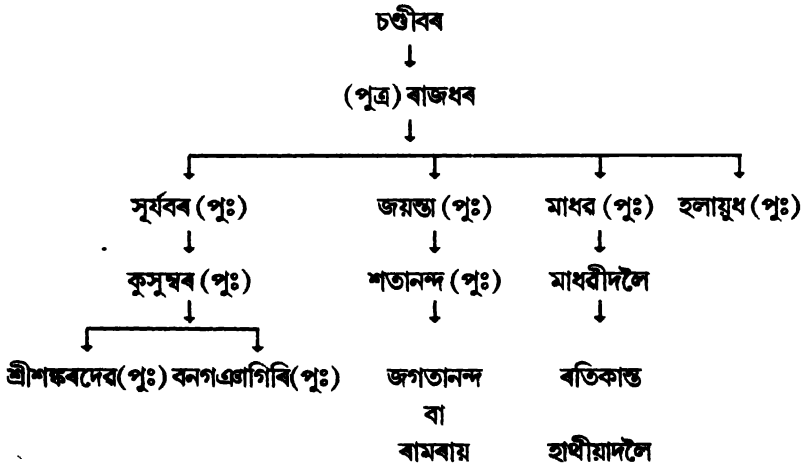 চণ্ডীবৰ
(পুত্ৰ) ৰাজধৰ
সূৰ্যবৰ (পুঃ) জয়ন্তা (পুঃ) মাধৱ (পুঃ) হলায়ুধ (পুঃ)
কুসুম্বৰ (পুঃ) শতানন্দ (পুঃ) মাধৱীদলৈ
শ্ৰীশঙ্কৰদেৱ(পুঃ) বনগঞাগিৰি(পুঃ) জগতানন্দ ৰতিকান্ত
বা
ৰামৰায় হাথীয়াদলৈ